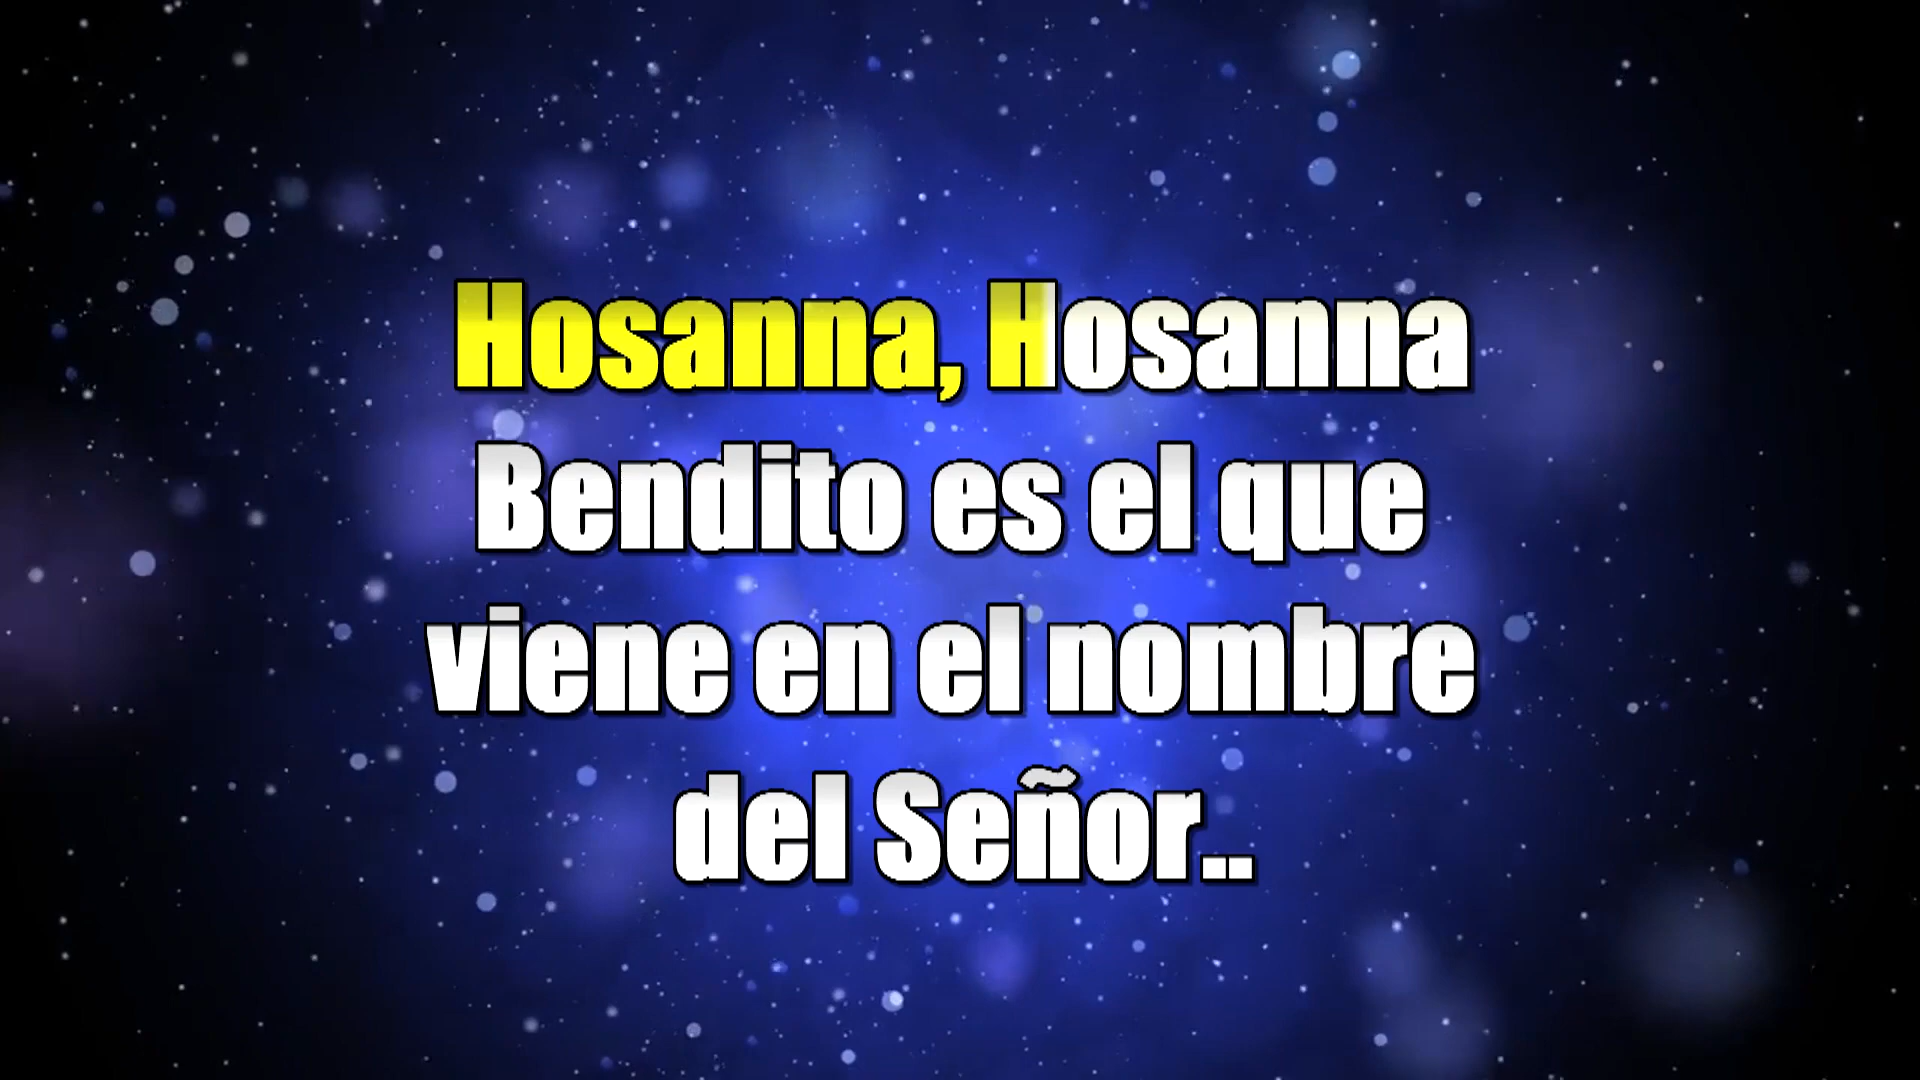 Hosanna, Hosanna
Bendito es el que
viene en el nombre
del Señor..